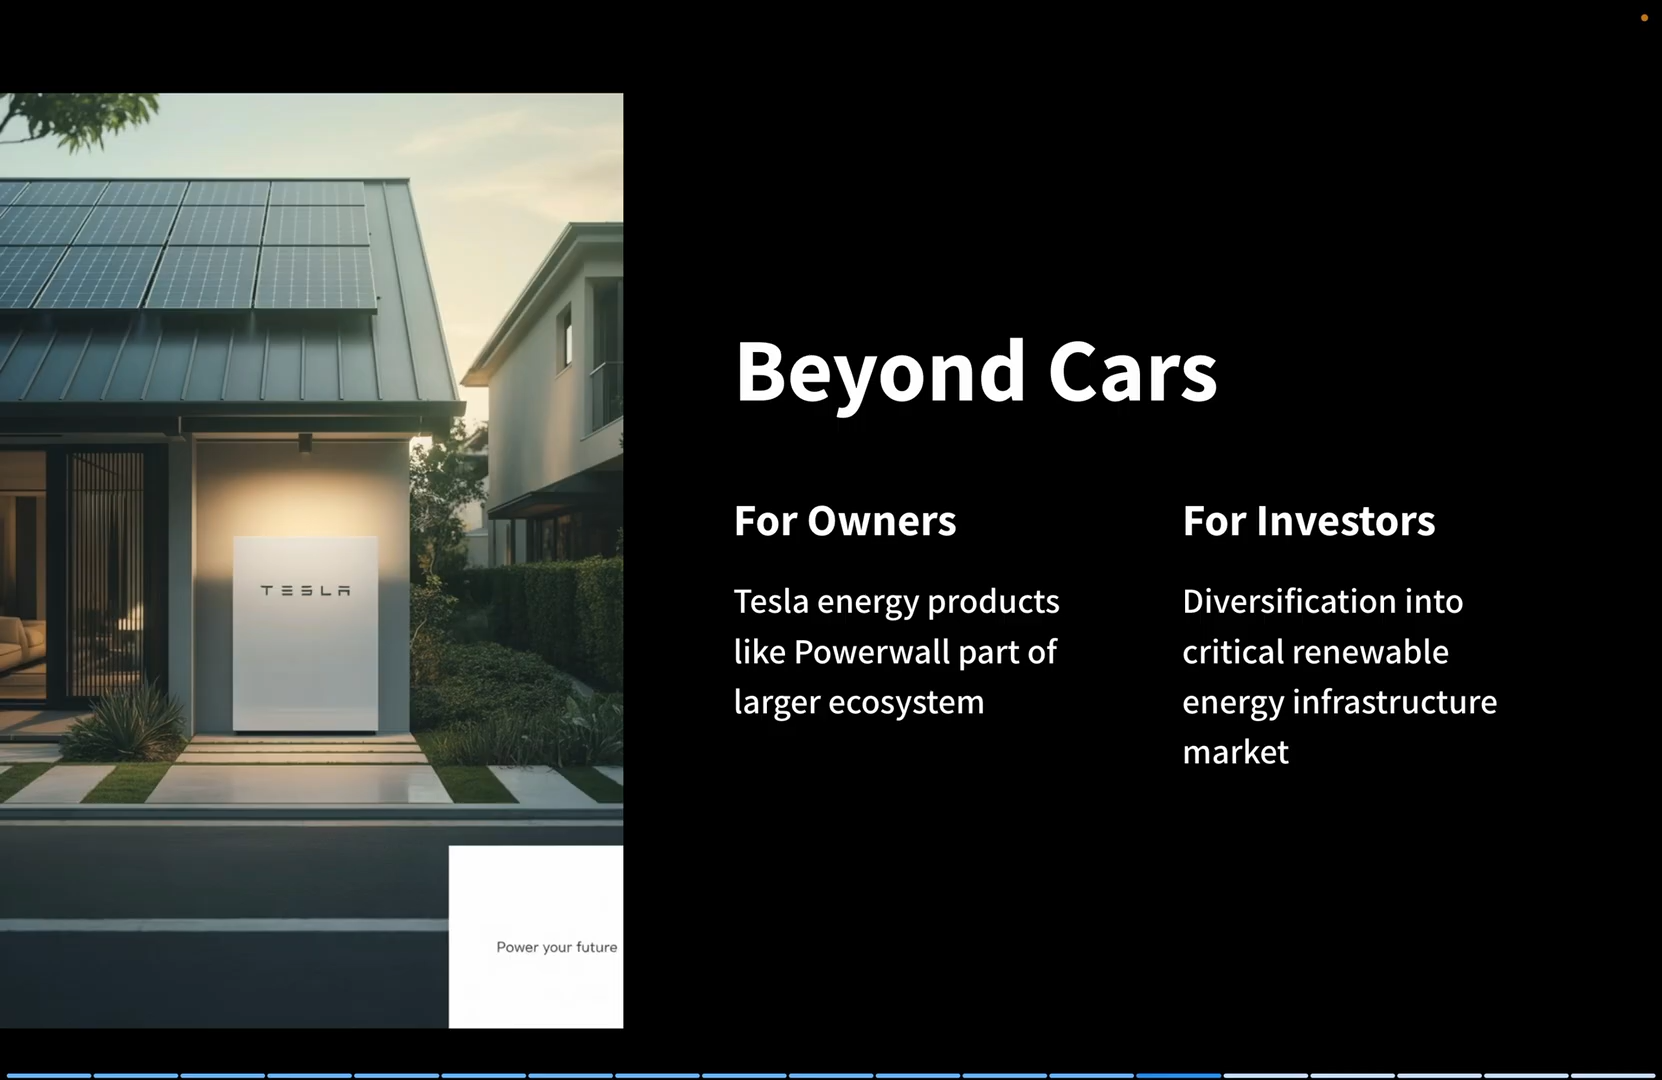 Beyond Cars
For Owners
Tesla energy products
like Powerwall part of
larger ecosystem
For Investors
Diversification into
critical renewable
energy infrastructure
market
TESLA
Power your future